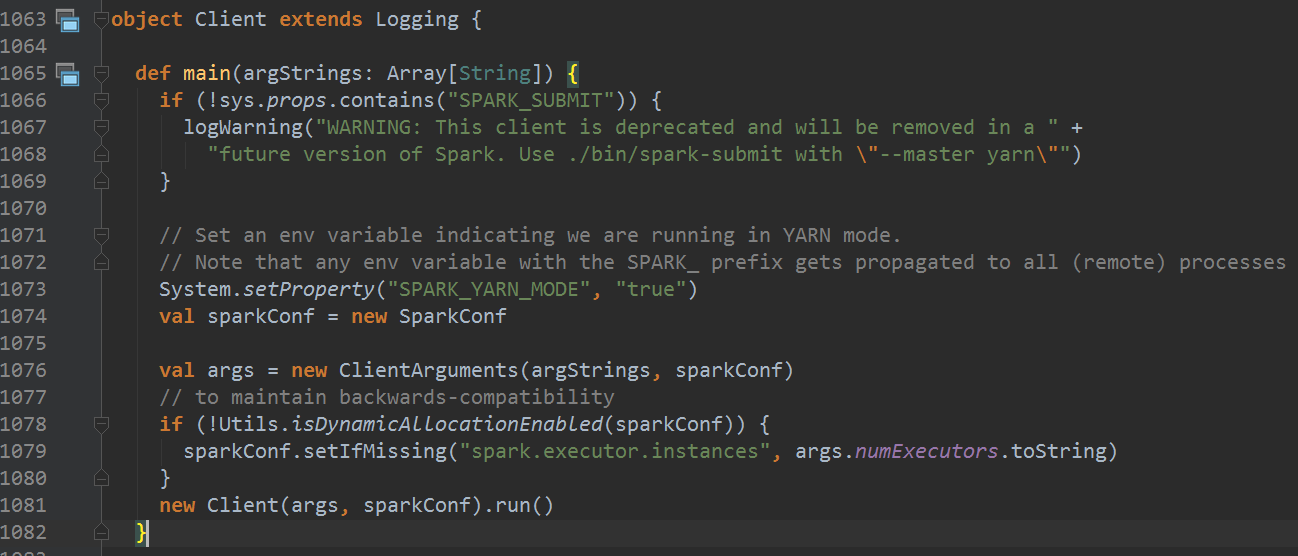 1063 object Client extends Logging {
1064
1065   def main(argStrings: Array[String]) {
1066     if (!sys.props.contains("SPARK_SUBMIT")) {
1067       logWarning("WARNING: This client is deprecated and will be removed in a " +
1068         "future version of Spark. Use ./bin/spark-submit with \"--master yarn\"")
1069     }
1070
1071     // Set an env variable indicating we are running in YARN mode.
1072     // Note that any env variable with the SPARK_ prefix gets propagated to all (remote) processes
1073     System.setProperty("SPARK_YARN_MODE", "true")
1074     val sparkConf = new SparkConf
1075
1076     val args = new ClientArguments(argStrings, sparkConf)
1077     // to maintain backwards-compatibility
1078     if (!Utils.isDynamicAllocationEnabled(sparkConf)) {
1079       sparkConf.setIfMissing("spark.executor.instances", args.numExecutors.toString)
1080     }
1081     new Client(args, sparkConf).run()
1082   }